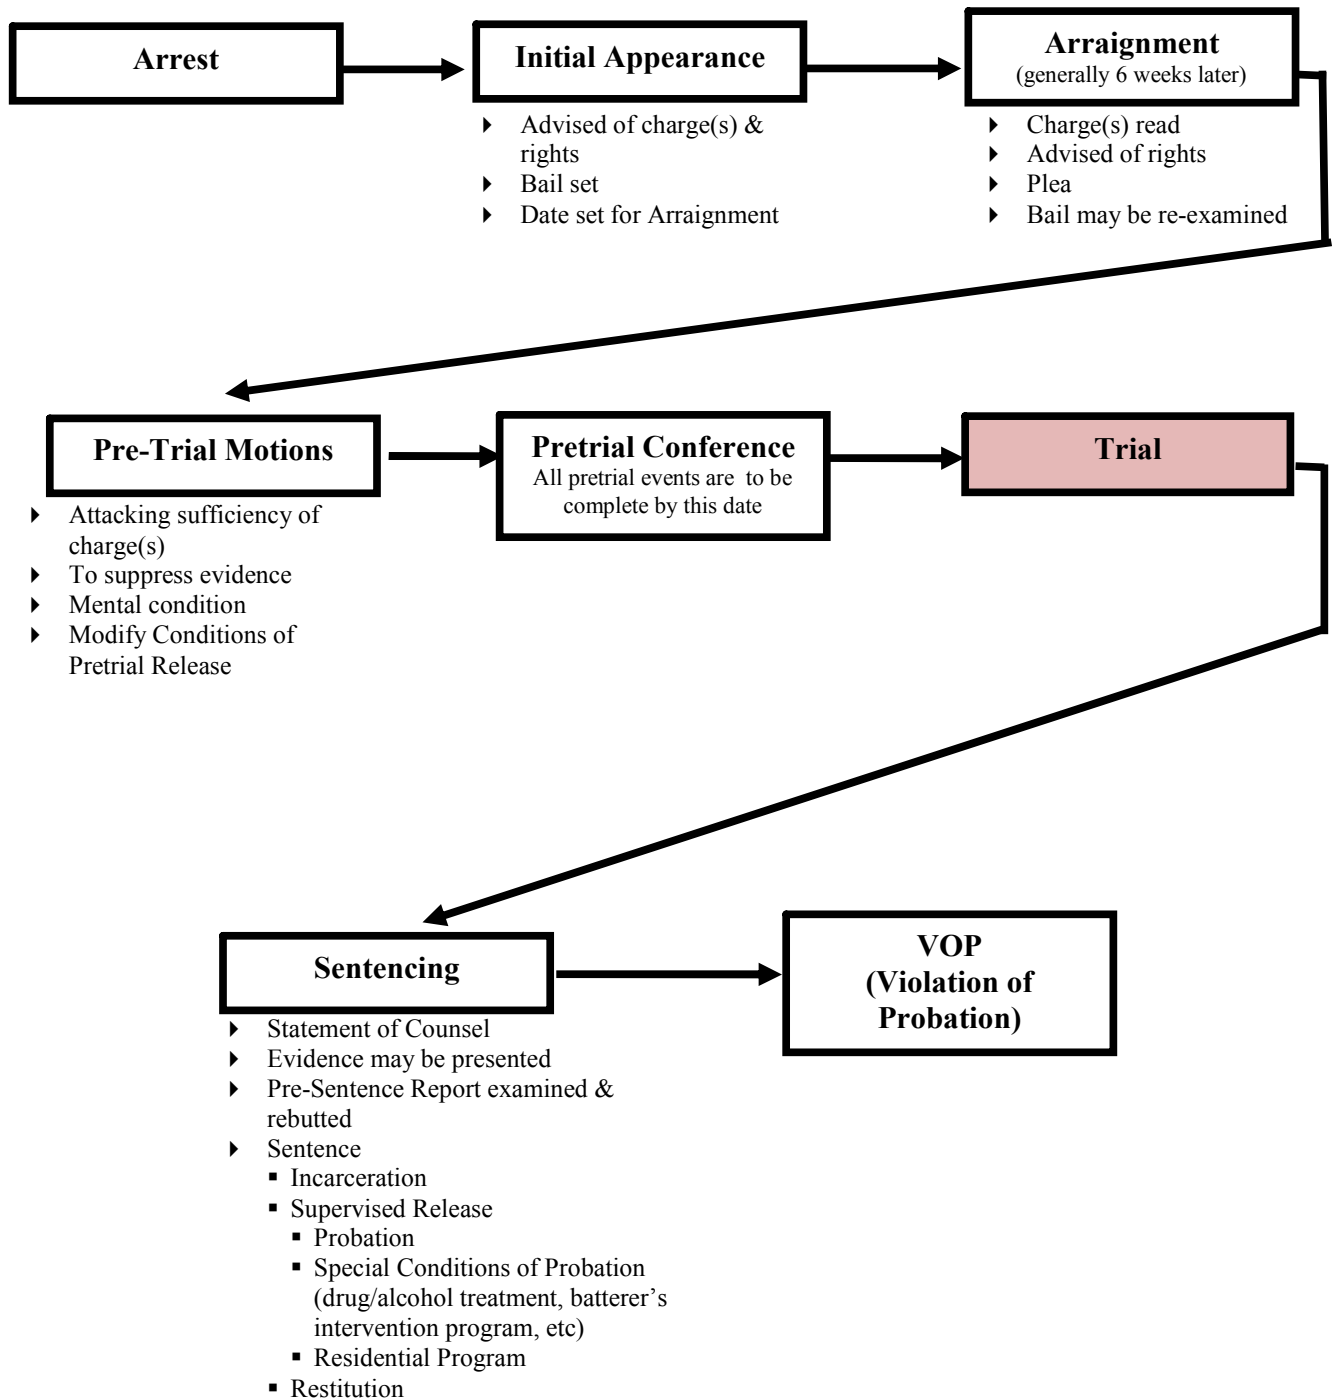 Arrest
Initial Appearance
▸ Advised of charge(s) &
rights
▸ Bail set
▸ Date set for Arraignment
Arraignment
(generally 6 weeks later)
▸ Charge(s) read
▸ Advised of rights
▸ Plea
▸ Bail may be re-examined
Pre-Trial Motions
▸ Attacking sufficiency of
charge(s)
▸ To suppress evidence
▸ Mental condition
▸ Modify Conditions of
Pretrial Release
Pretrial Conference
All pretrial events are to be
complete by this date
Trial
Sentencing
▸ Statement of Counsel
▸ Evidence may be presented
▸ Pre-Sentence Report examined &
rebutted
▸ Sentence
▪ Incarceration
▪ Supervised Release
▪ Probation
▪ Special Conditions of Probation
(drug/alcohol treatment, batterer’s
intervention program, etc)
▪ Residential Program
▪ Restitution
VOP
(Violation of
Probation)